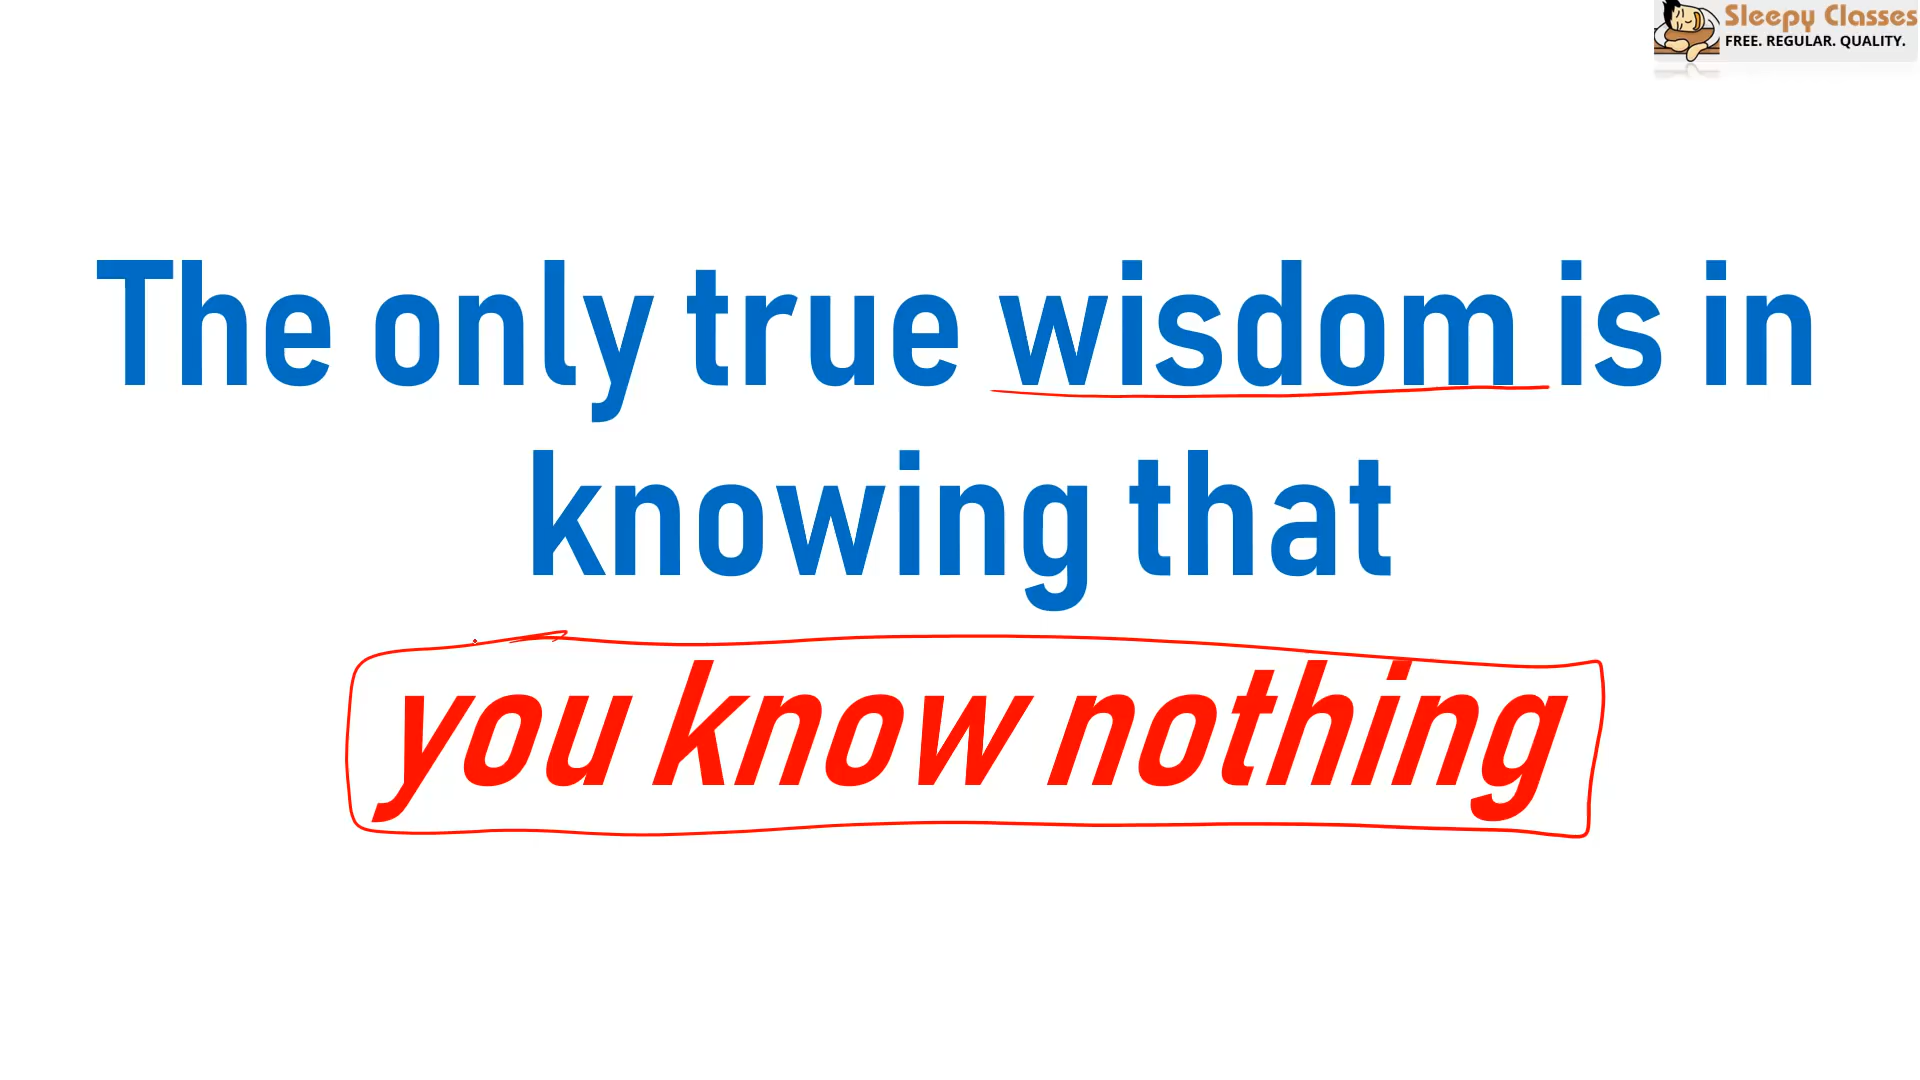 Sleepy Classes
FREE. REGULAR. QUALITY.
The only true wisdom is in
knowing that
you know nothing